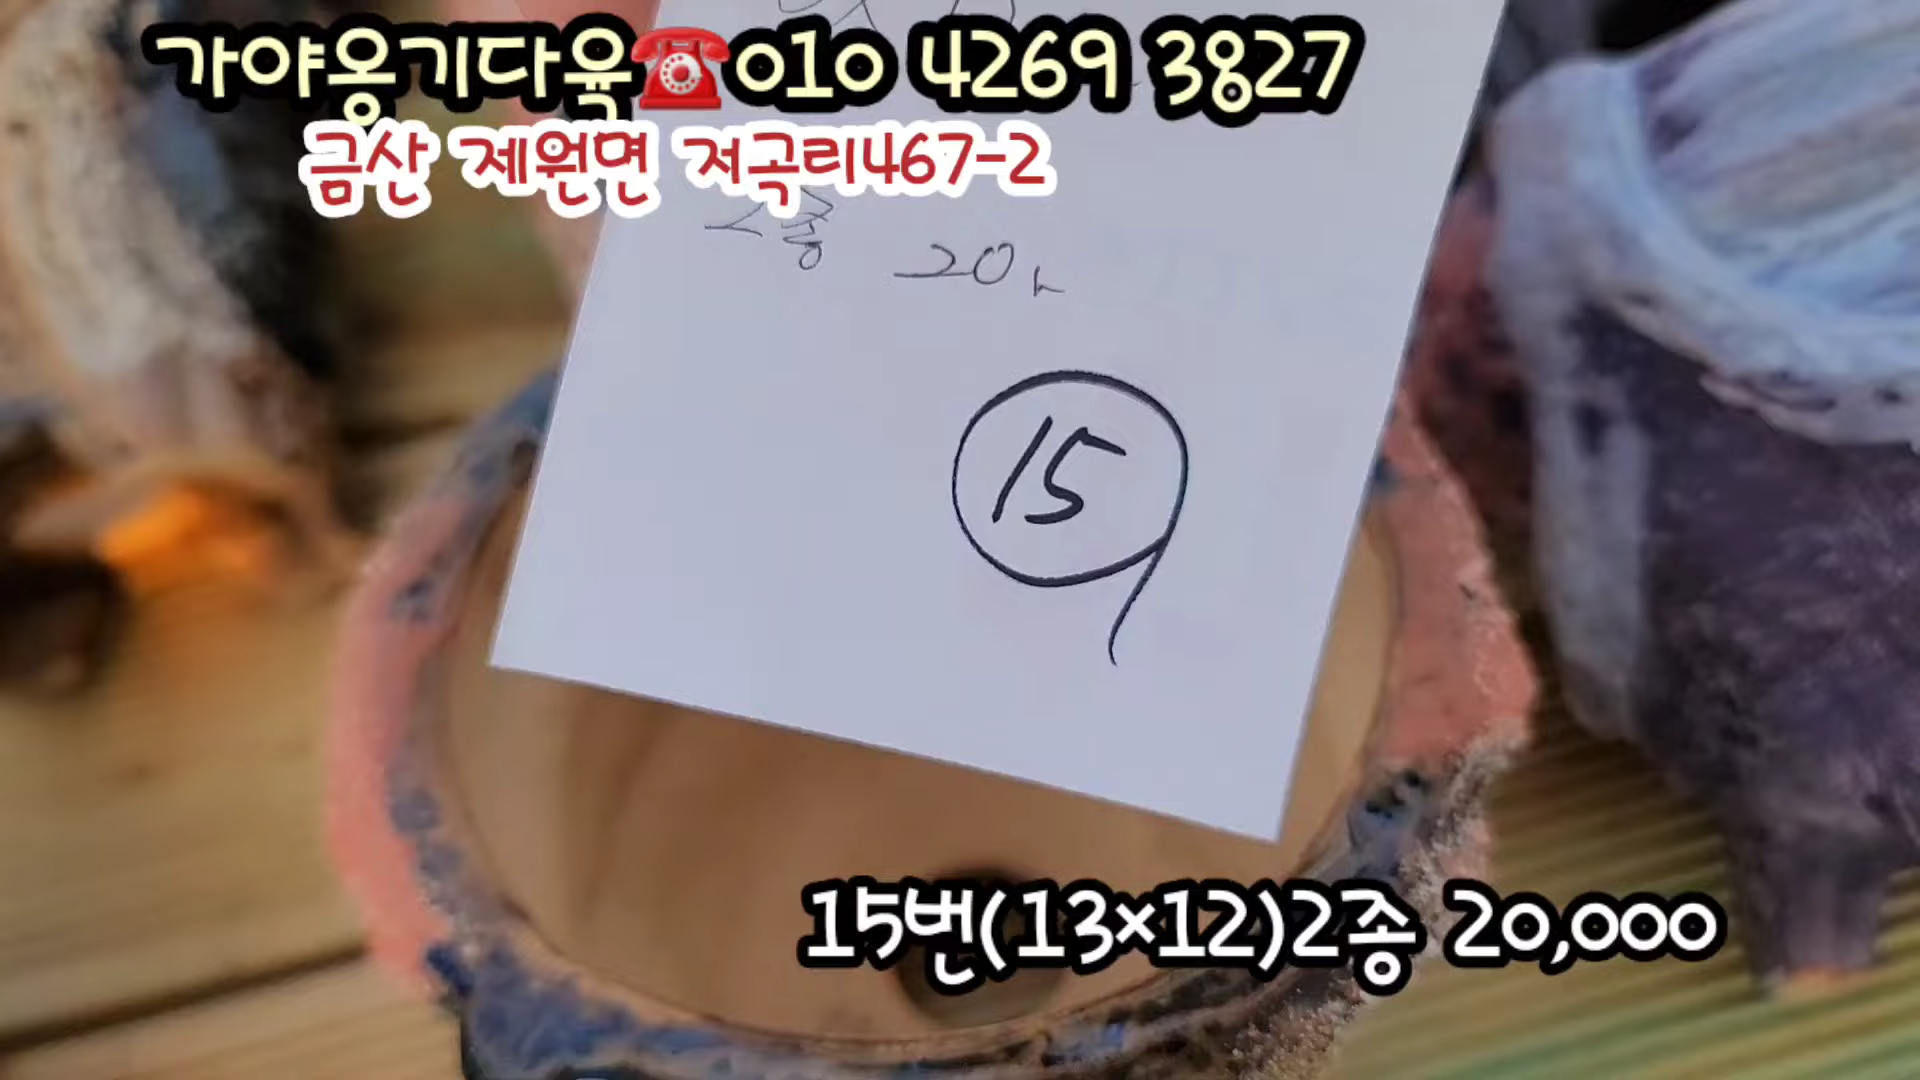 가야옹기다육☎010 4269 3827
금산 제원면 저곡리467-2
2종 20,
15
15번(13×12)2종 20,000